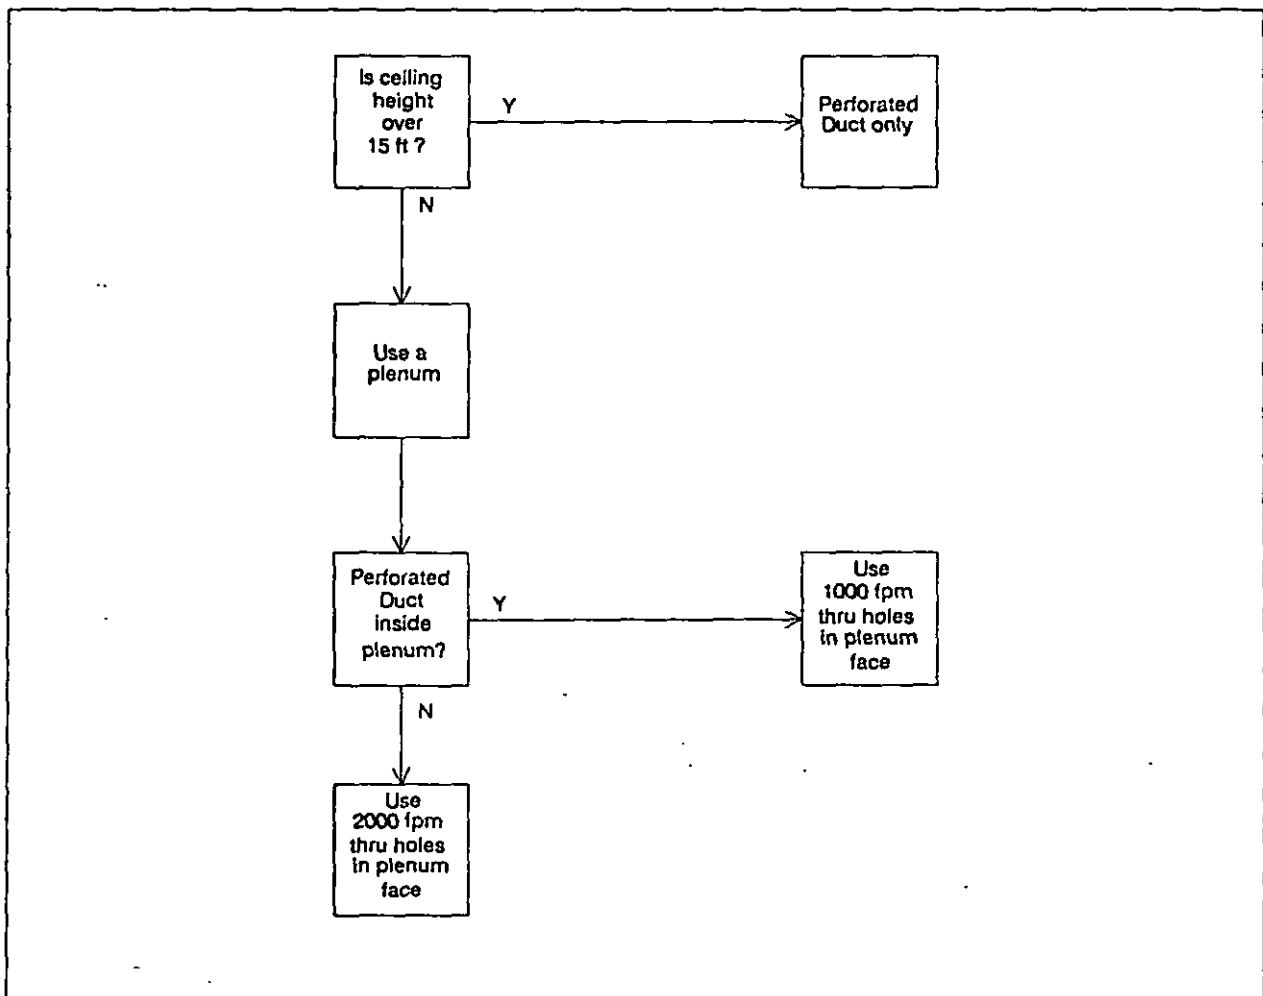 Is ceiling
height
over
15 ft ?
Y
Perforated
Duct only
N
Use a
plenum
Perforated
Duct
inside
plenum?
Y
Use
1000 fpm
thru holes
in plenum
face
N
Use
2000 fpm
thru holes
in plenum
face